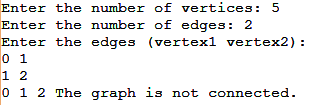 Enter the number of vertices: 5
Enter the number of edges: 2
Enter the edges (vertex1 vertex2):
0 1
1 2
0 1 2 The graph is not connected.